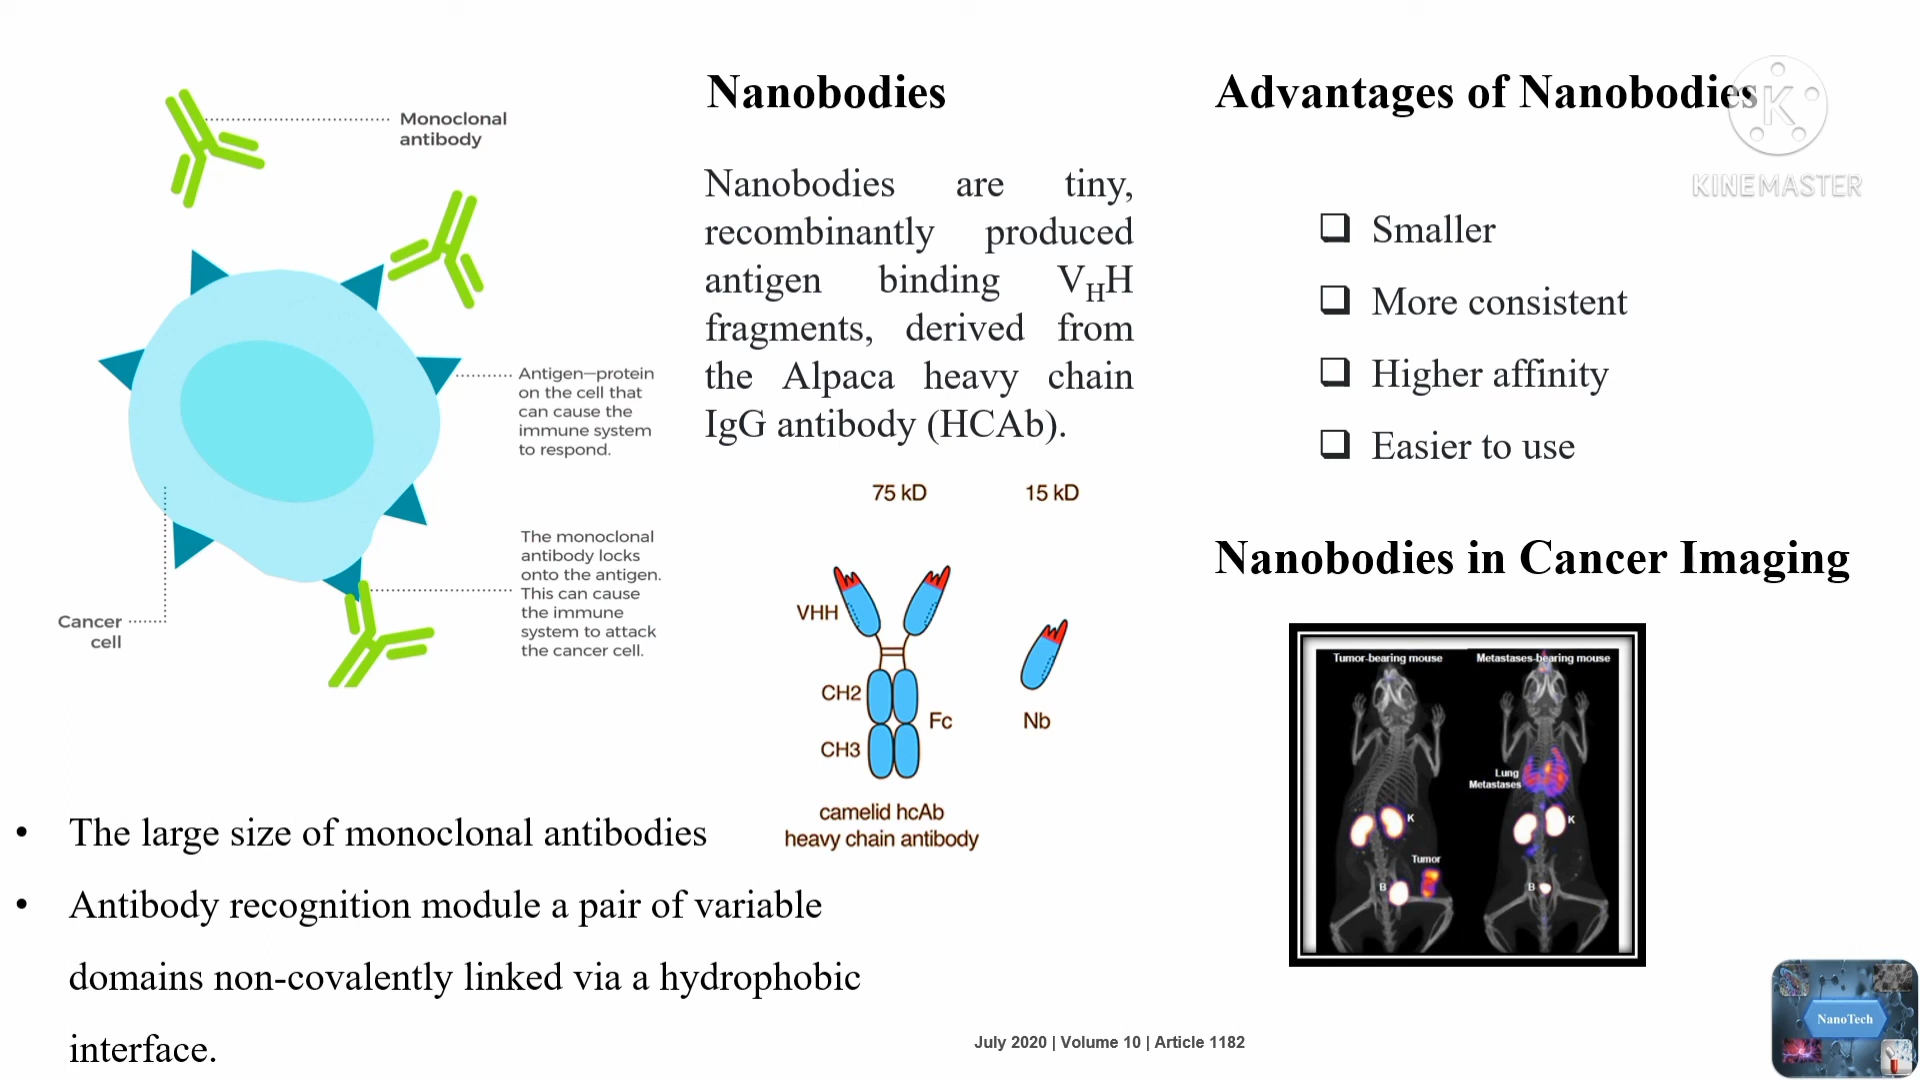 Monoclonal
antibody
Antigen—protein
on the cell that
can cause the
immune system
to respond.
The monoclonal
antibody locks
onto the antigen.
This can cause
the immune
system to attack
the cancer cell.
Cancer
cell
• The large size of monoclonal antibodies
• Antibody recognition module a pair of variable
domains non-covalently linked via a hydrophobic
interface.
Nanobodies
Nanobodies are tiny,
recombinantly produced
antigen binding VHH
fragments, derived from
the Alpaca heavy chain
IgG antibody (HCAb).
75 kD 15 kD
VHH
CH2
Fc
Nb
CH3
camelid hcAb
heavy chain antibody
Advantages of Nanobodies
K
KINEMASTER
❑ Smaller
❑ More consistent
❑ Higher affinity
❑ Easier to use
Nanobodies in Cancer Imaging
Tumor-bearing mouse Metastases-bearing mouse
Lung
Metastases
K K
Tumor
B B
July 2020 | Volume 10 | Article 1182
NanoTech